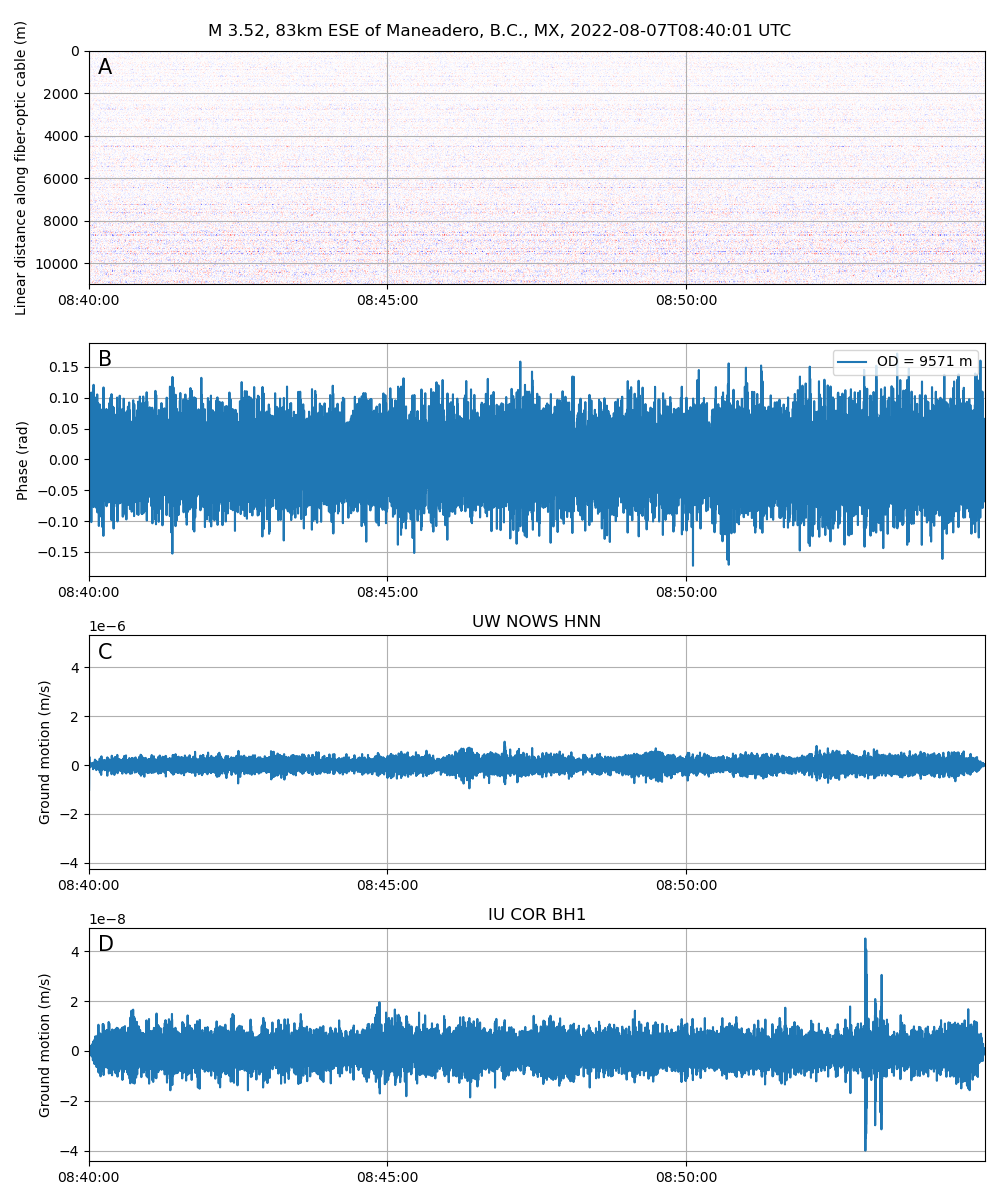 M 3.52, 83km ESE of Maneadero, B.C., MX, 2022-08-07T08:40:01 UTC
A
Linear distance along fiber-optic cable (m)
0
2000
4000
6000
8000
10000
08:40:00 08:45:00 08:50:00
B
OD = 9571 m
Phase (rad)
0.15
0.10
0.05
0.00
−0.05
−0.10
−0.15
08:40:00 08:45:00 08:50:00
UW NOWS HNN
1e−6
C
Ground motion (m/s)
4
2
0
−2
−4
08:40:00 08:45:00 08:50:00
IU COR BH1
1e−8
D
Ground motion (m/s)
4
2
0
−2
−4
08:40:00 08:45:00 08:50:00